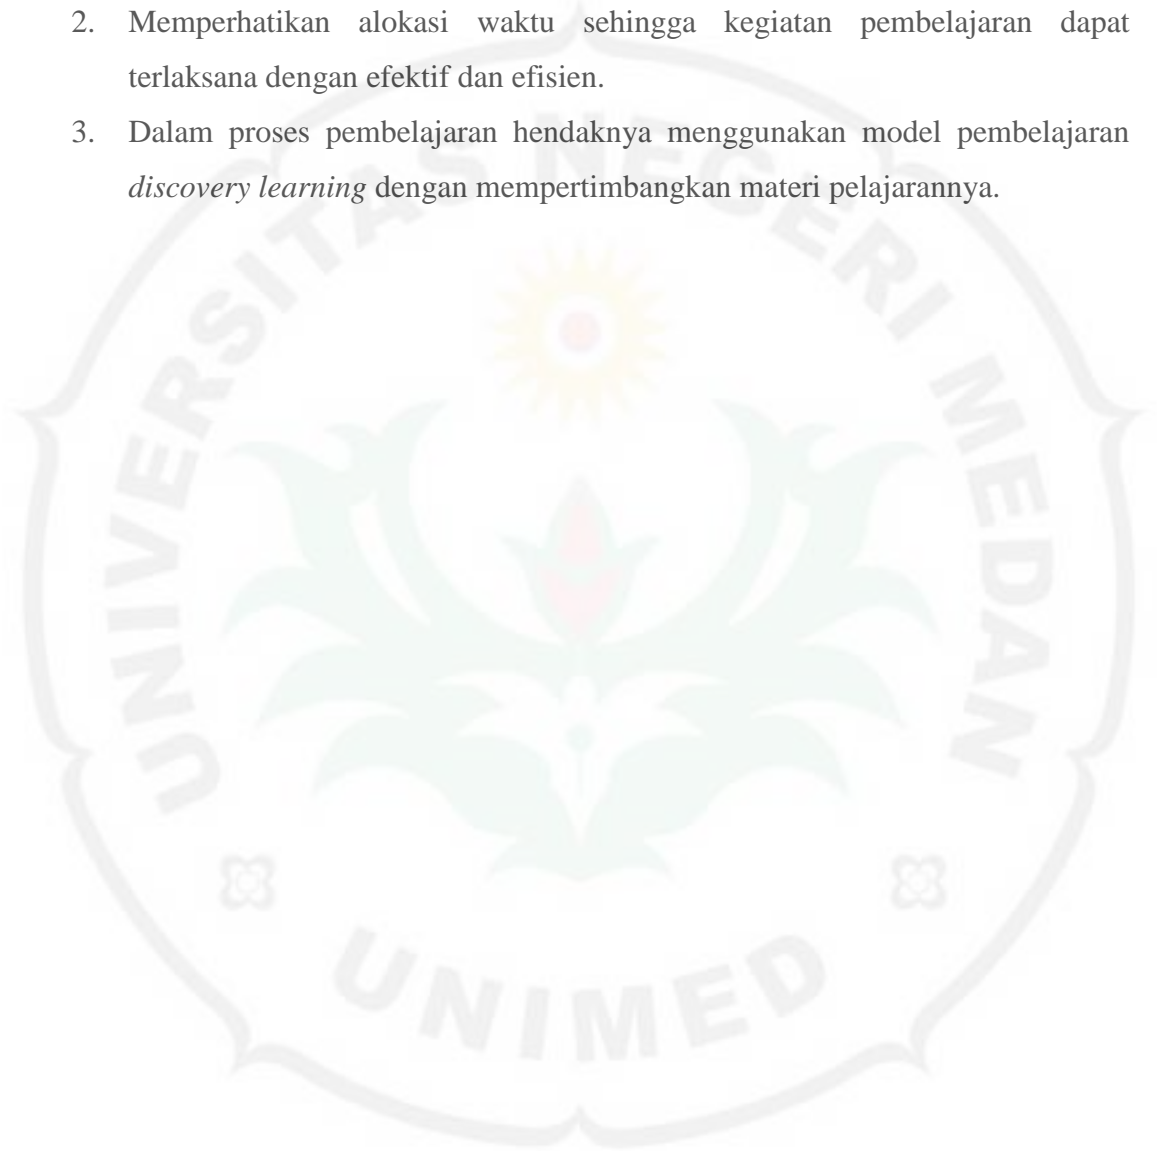 2. Memperhatikan alokasi waktu sehingga kegiatan pembelajaran dapat
terlaksana dengan efektif dan efisien.
3. Dalam proses pembelajaran hendaknya menggunakan model pembelajaran
discovery learning dengan mempertimbangkan materi pelajarannya.
UNIVERSITAS NEGERI MEDAN
UNIMED